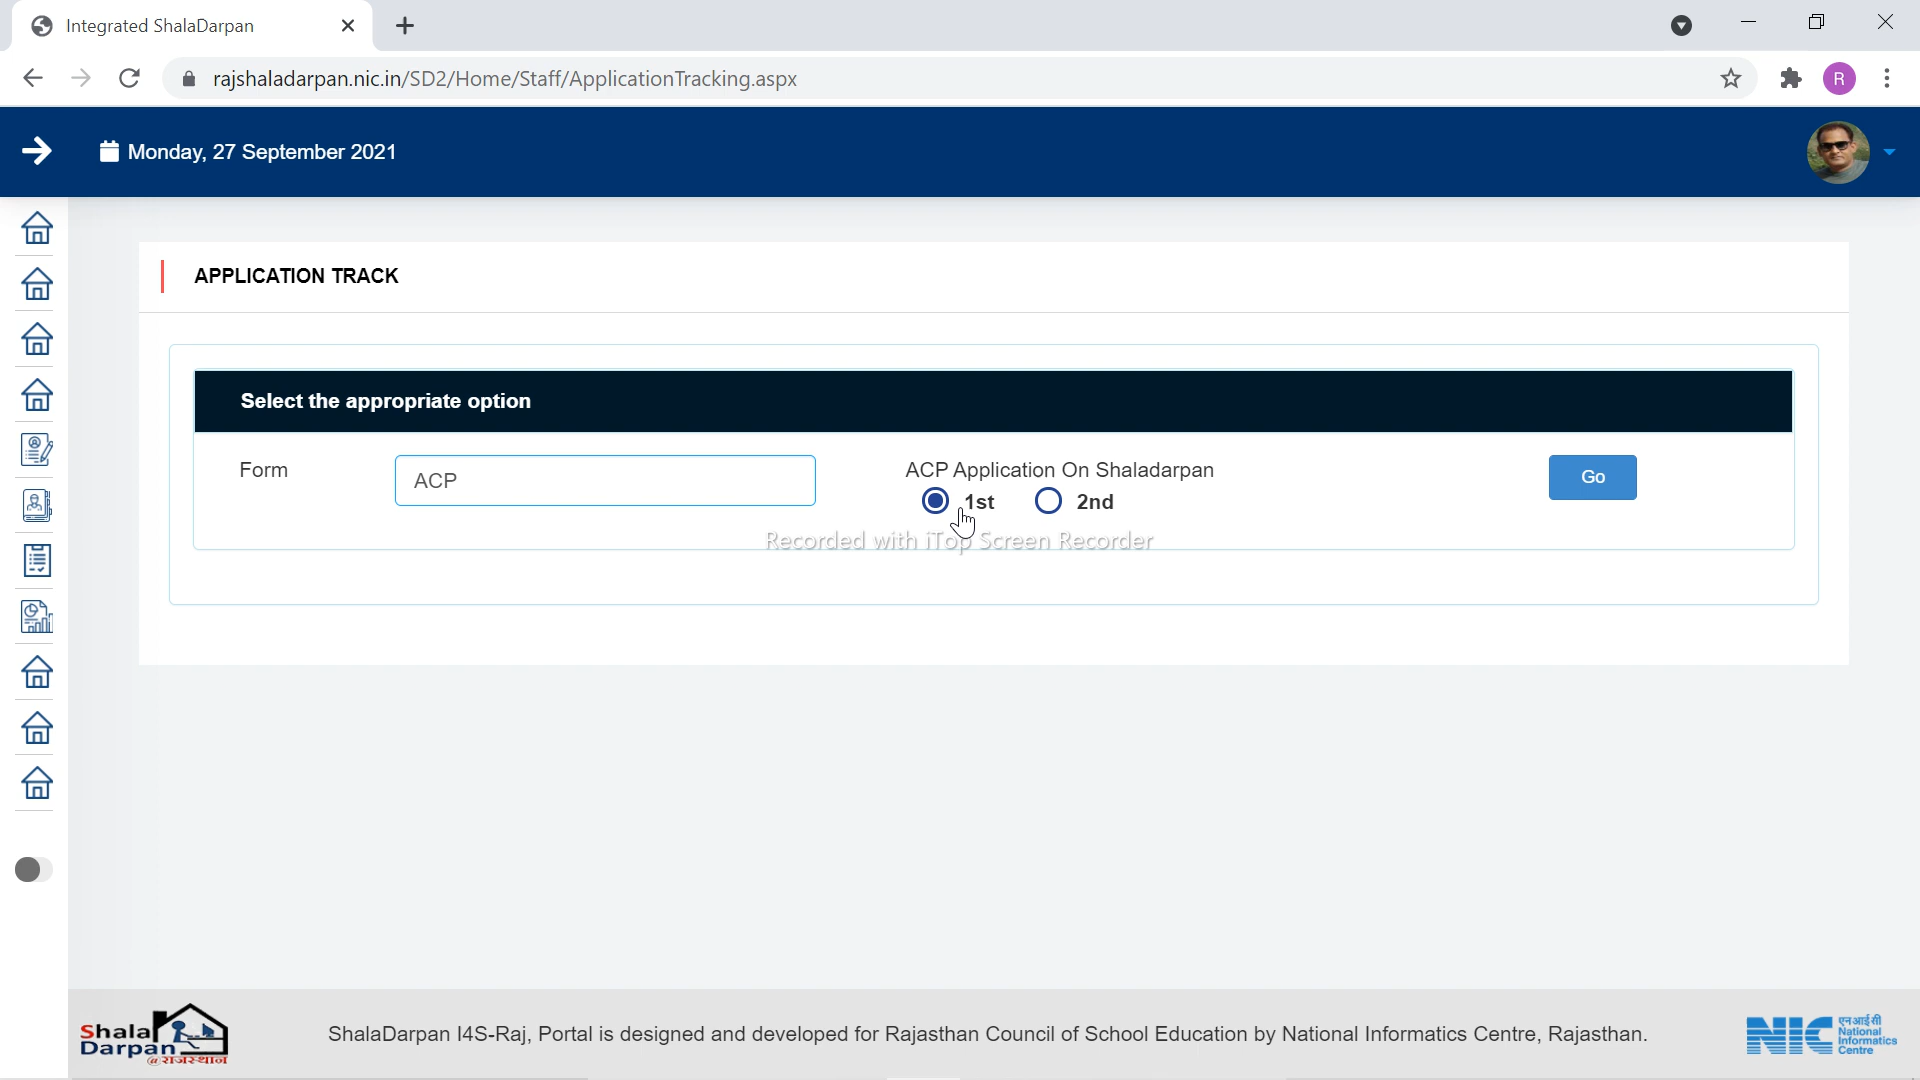 Integrated ShalaDarpan
rajshaladarpan.nic.in/SD2/Home/Staff/ApplicationTracking.aspx
R
Monday, 27 September 2021
APPLICATION TRACK
Select the appropriate option
Form
ACP
ACP Application On Shaladarpan
1st
2nd
Go
Recorded with iTop Screen Recorder
Shala
Darpan
@राजस्थान
ShalaDarpan I4S-Raj, Portal is designed and developed for Rajasthan Council of School Education by National Informatics Centre, Rajasthan.
NIC
एनआईसी
National
Informatics
Centre